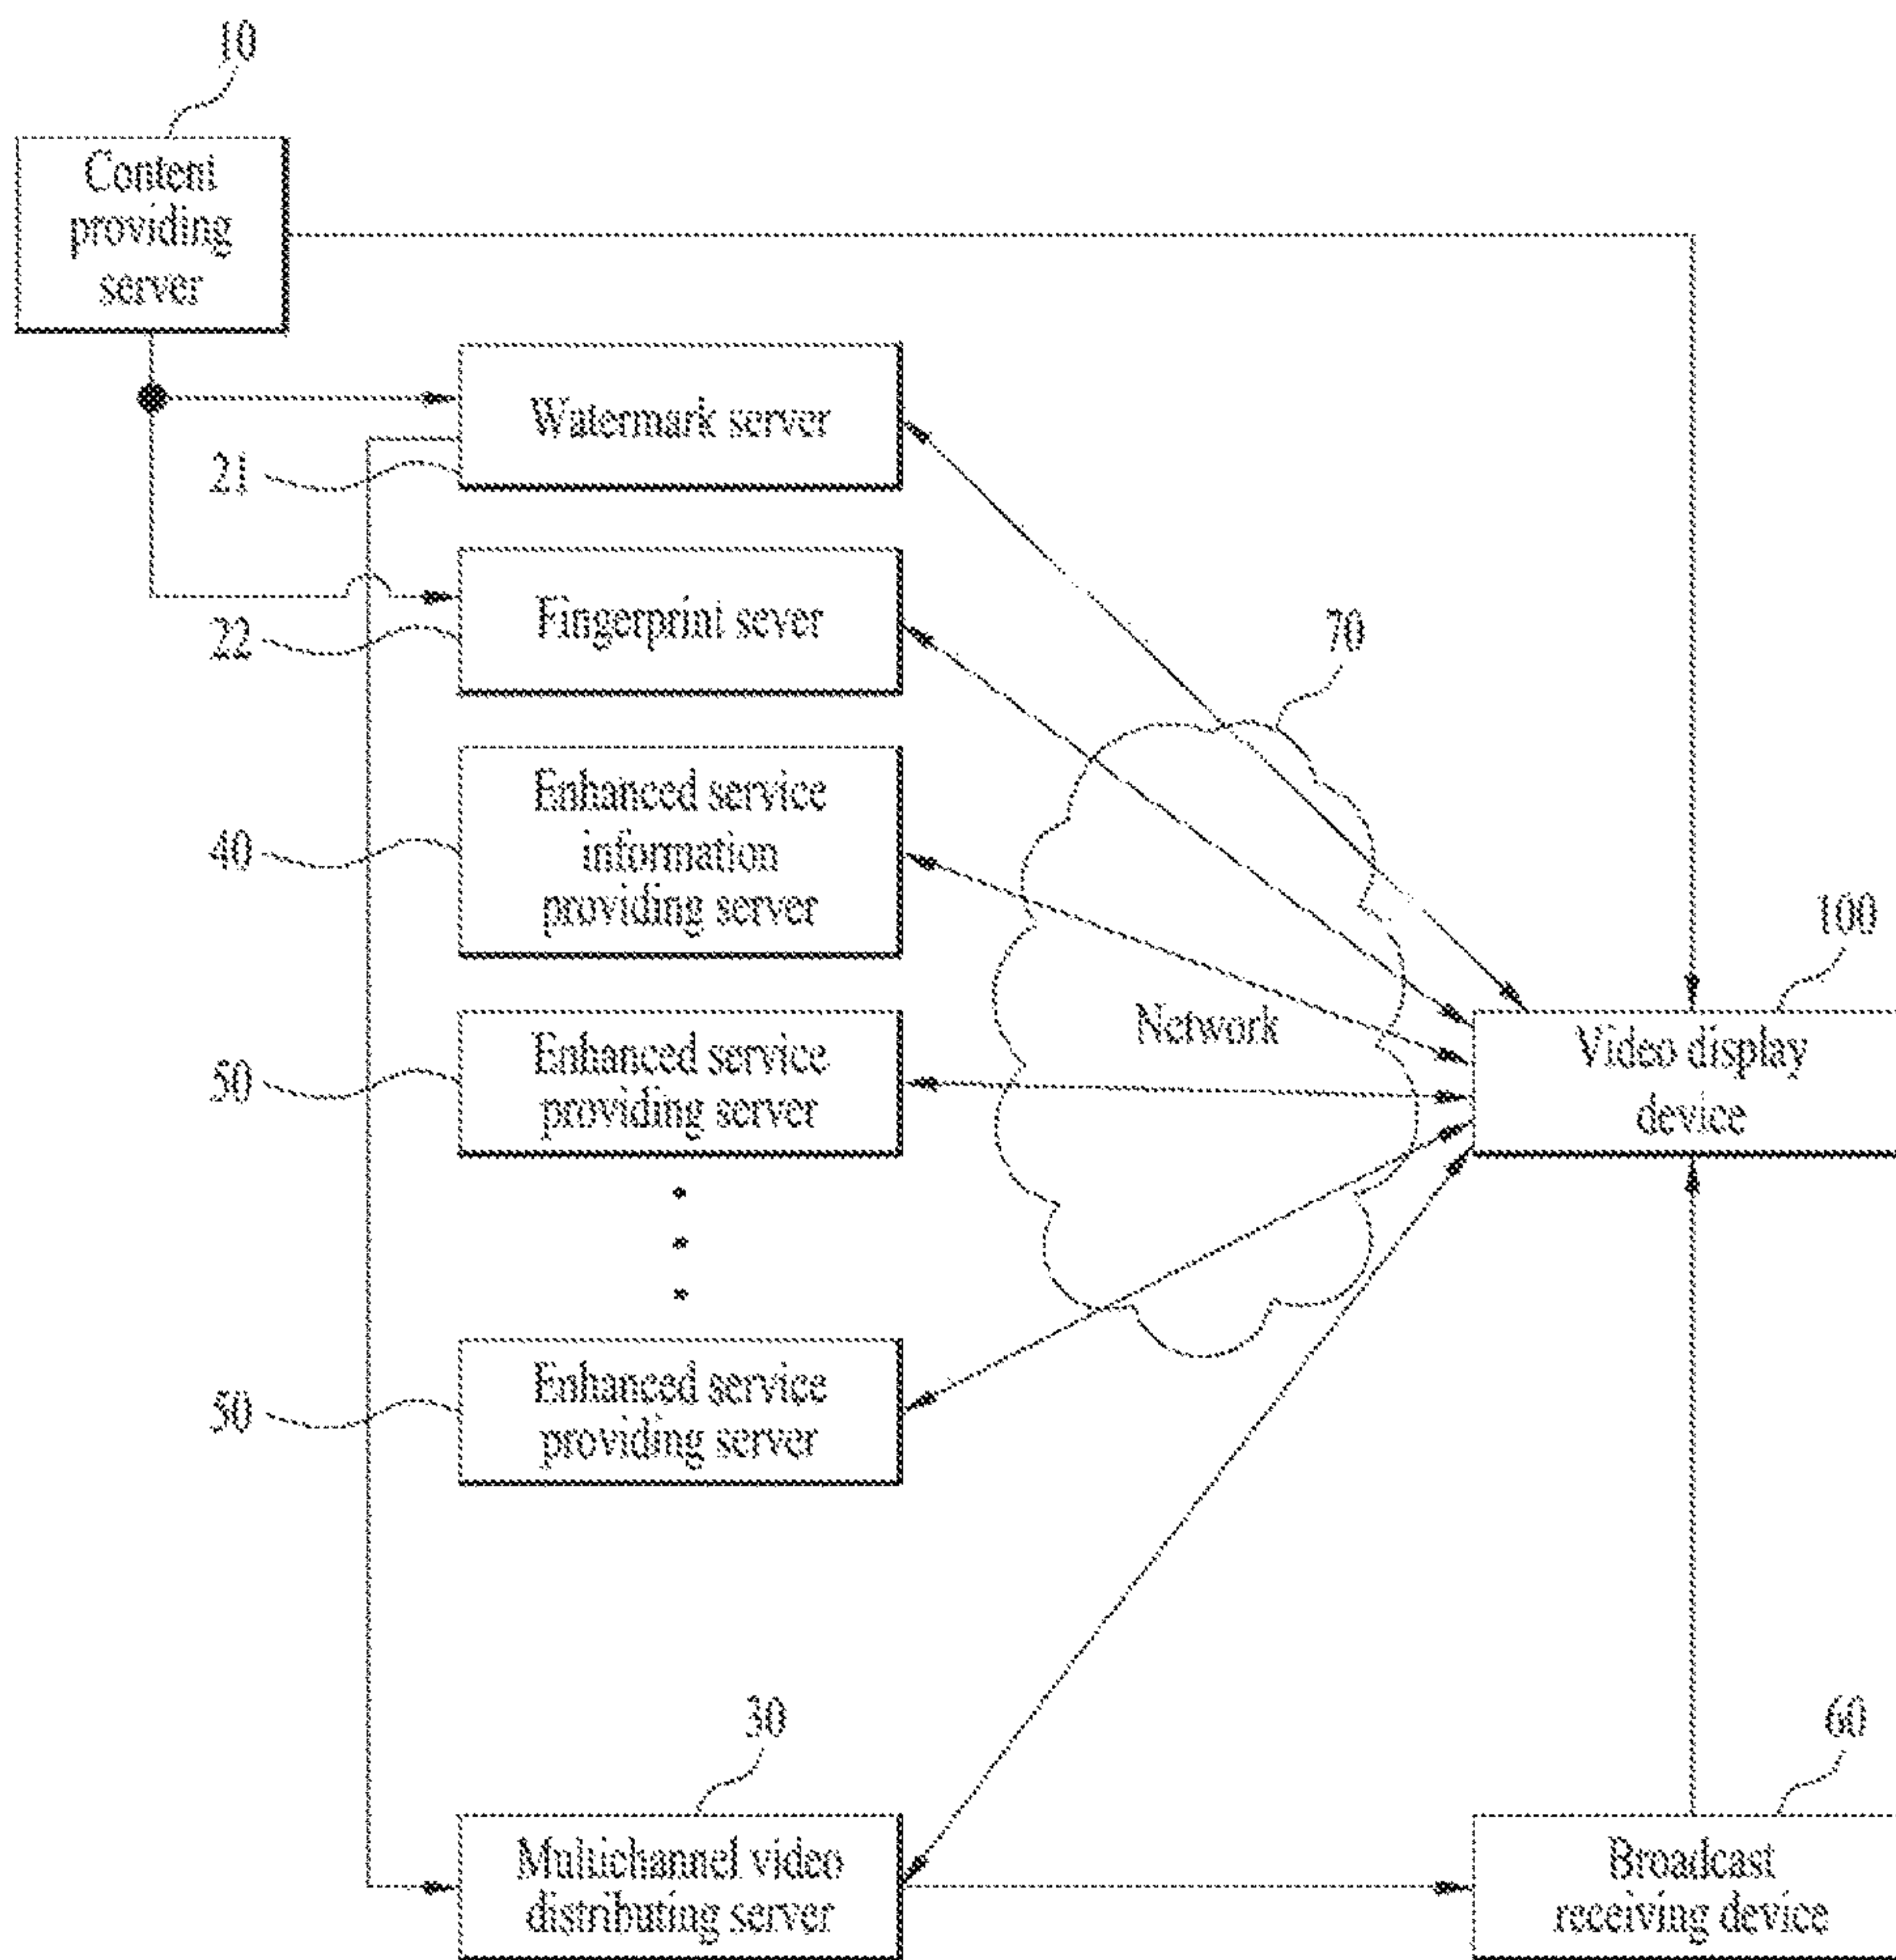 10
Content
providing
server
Watermark server
21
Fingerprint sever
22
70
Enhanced service
information
providing server
40
100
Network
Video display
device
Enhanced service
providing server
50
Enhanced service
providing server
50
30
60
Multichannel video
distributing server
Broadcast
receiving device